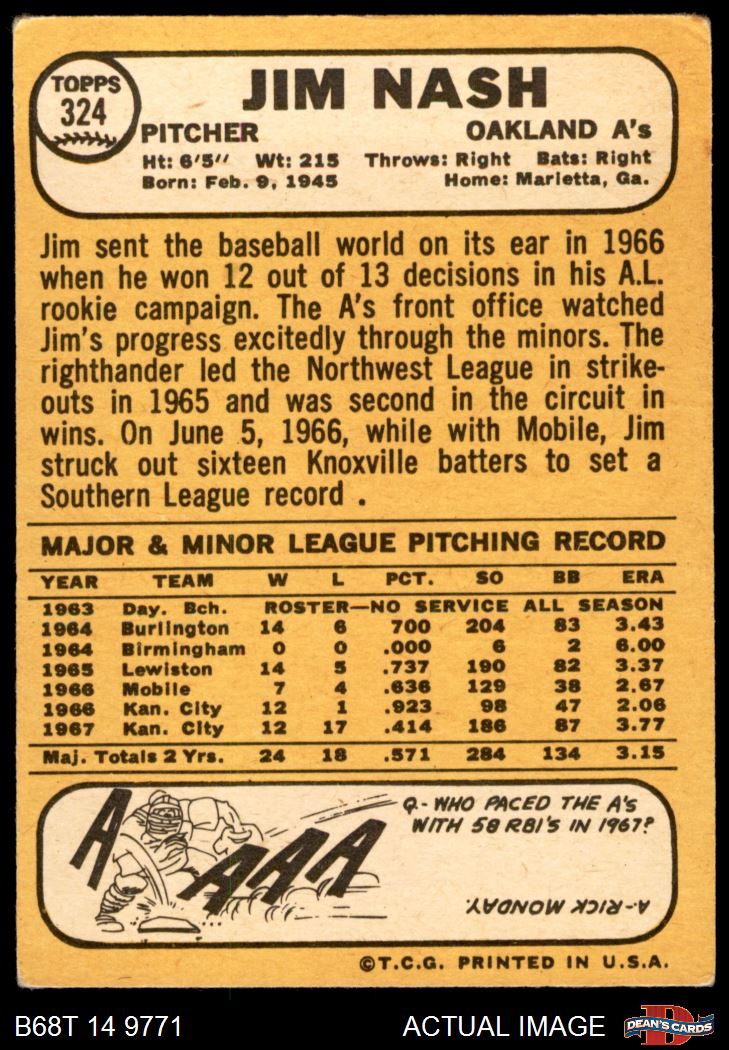 TOPPS
324
JIM NASH
PITCHER OAKLAND A's
Ht: 6'5" Wt: 215 Throws: Right Bats: Right
Born: Feb. 9, 1945 Home: Marietta, Ga.
Jim sent the baseball world on its ear in 1966
when he won 12 out of 13 decisions in his A.L.
rookie campaign. The A's front office watched
Jim's progress excitedly through the minors. The
righthander led the Northwest League in strike-
outs in 1965 and was second in the circuit in
wins. On June 5, 1966, while with Mobile, Jim
struck out sixteen Knoxville batters to set a
Southern League record .
MAJOR & MINOR LEAGUE PITCHING RECORD
YEAR TEAM W L PCT. SO BB ERA
1963 Day. Bch. ROSTER—NO SERVICE ALL SEASON
1964 Burlington 14 6 700 204 83 3.43
1964 Birmingham 0 0 .000 6 2 6.00
1965 Lewiston 14 5 .737 190 82 3.37
1966 Mobile 7 4 .636 129 38 2.67
1966 Kan. City 12 1 .923 98 47 2.06
1967 Kan. City 12 17 .414 186 87 3.77
Maj. Totals 2 Yrs. 24 18 .571 284 134 3.15
A AAA
Q-WHO PACED THE A'S
WITH 58 RBI'S IN 1967?
A-RICK MONDAY.
©T.C.G. PRINTED IN U.S.A.
B68T 14 9771 ACTUAL IMAGE
D
DEAN'S CARDS